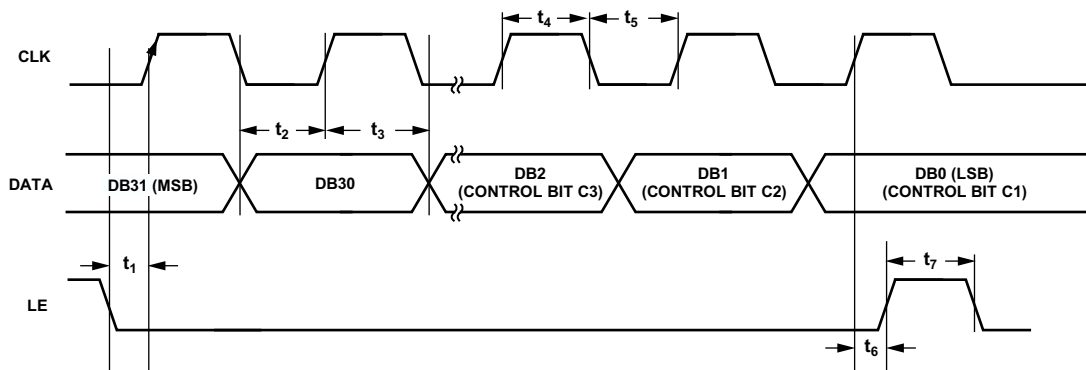 CLK
t4
t5
t2
t3
DATA
DB31 (MSB)
DB30
DB2
(CONTROL BIT C3)
DB1
(CONTROL BIT C2)
DB0 (LSB)
(CONTROL BIT C1)
t1
t7
LE
t6